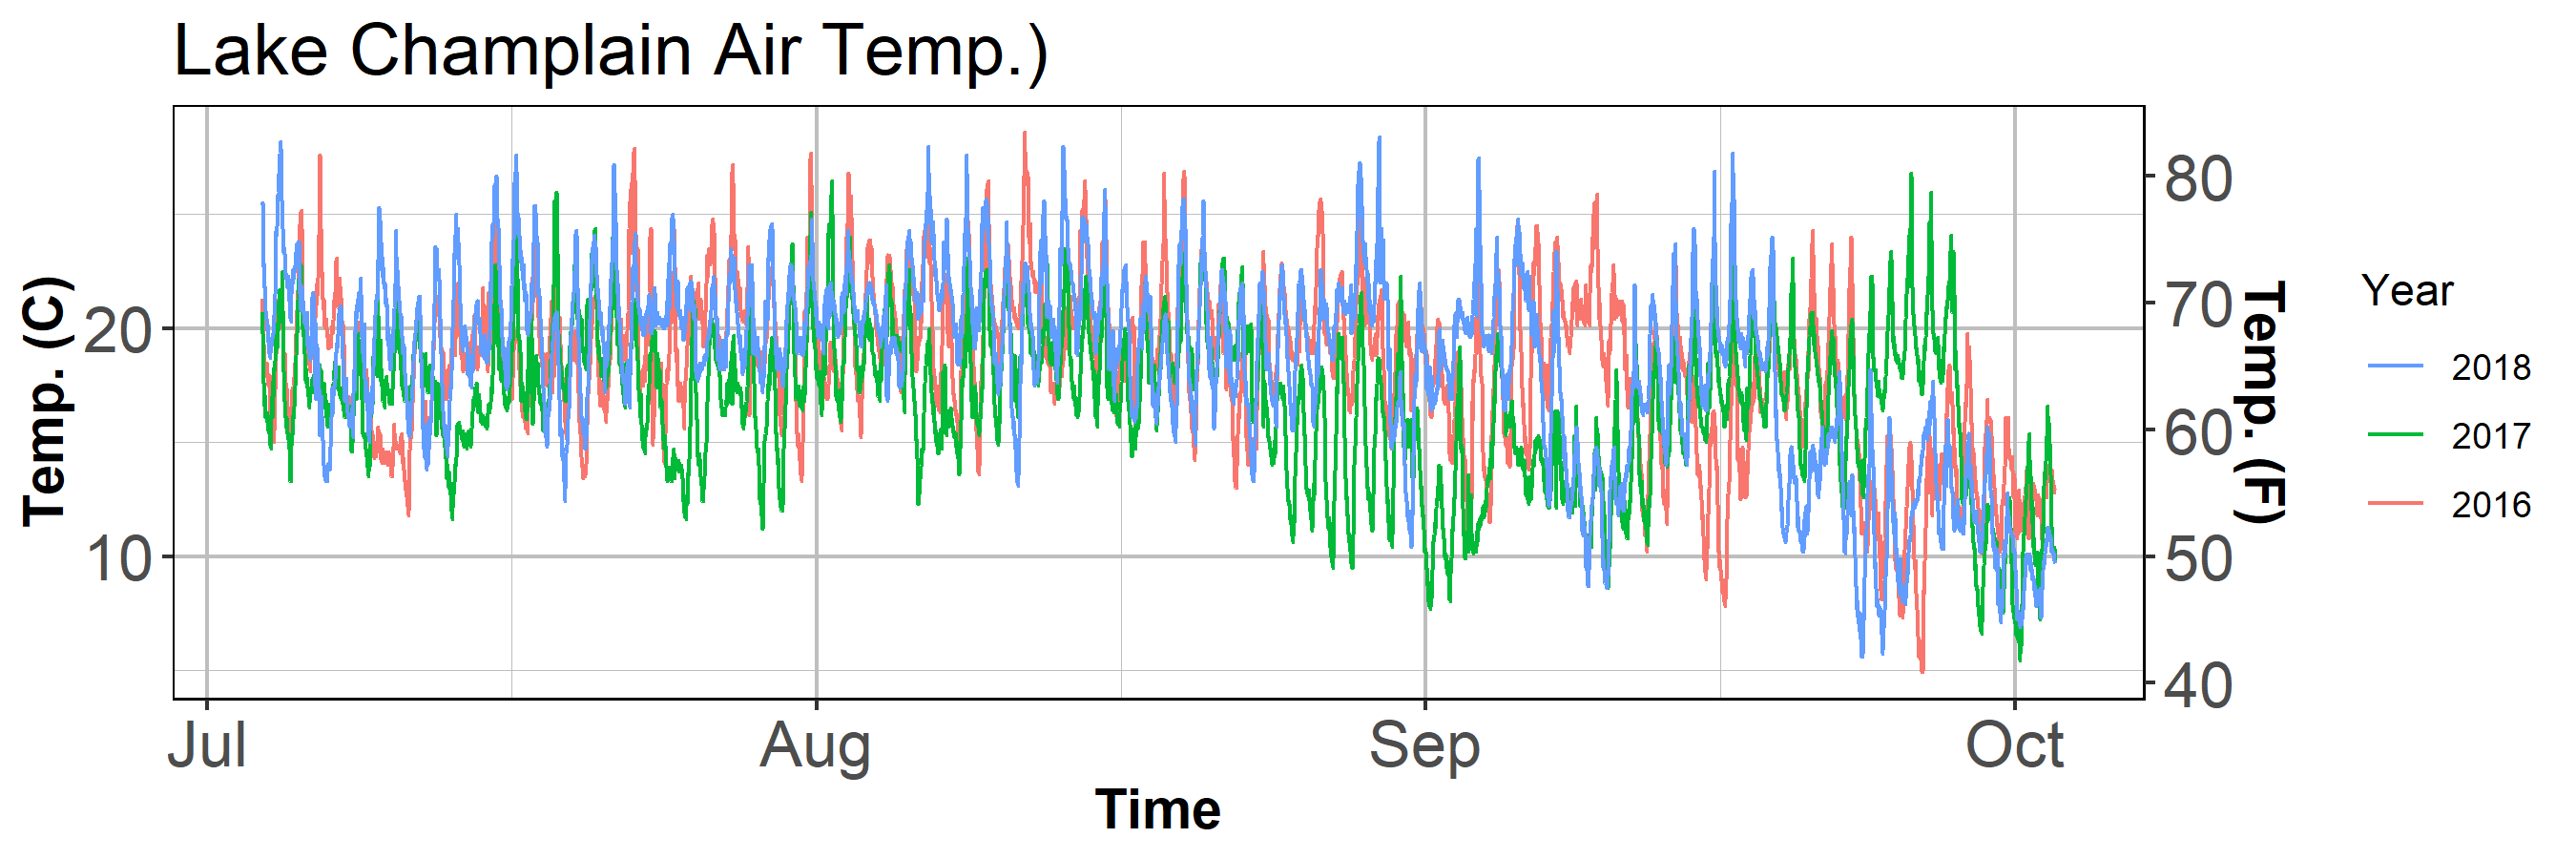 Lake Champlain Air Temp.)
Temp. (C)
20
10
80
70
60
50
40
Temp. (F)
Jul
Aug
Sep
Oct
Time
Year
2018
2017
2016